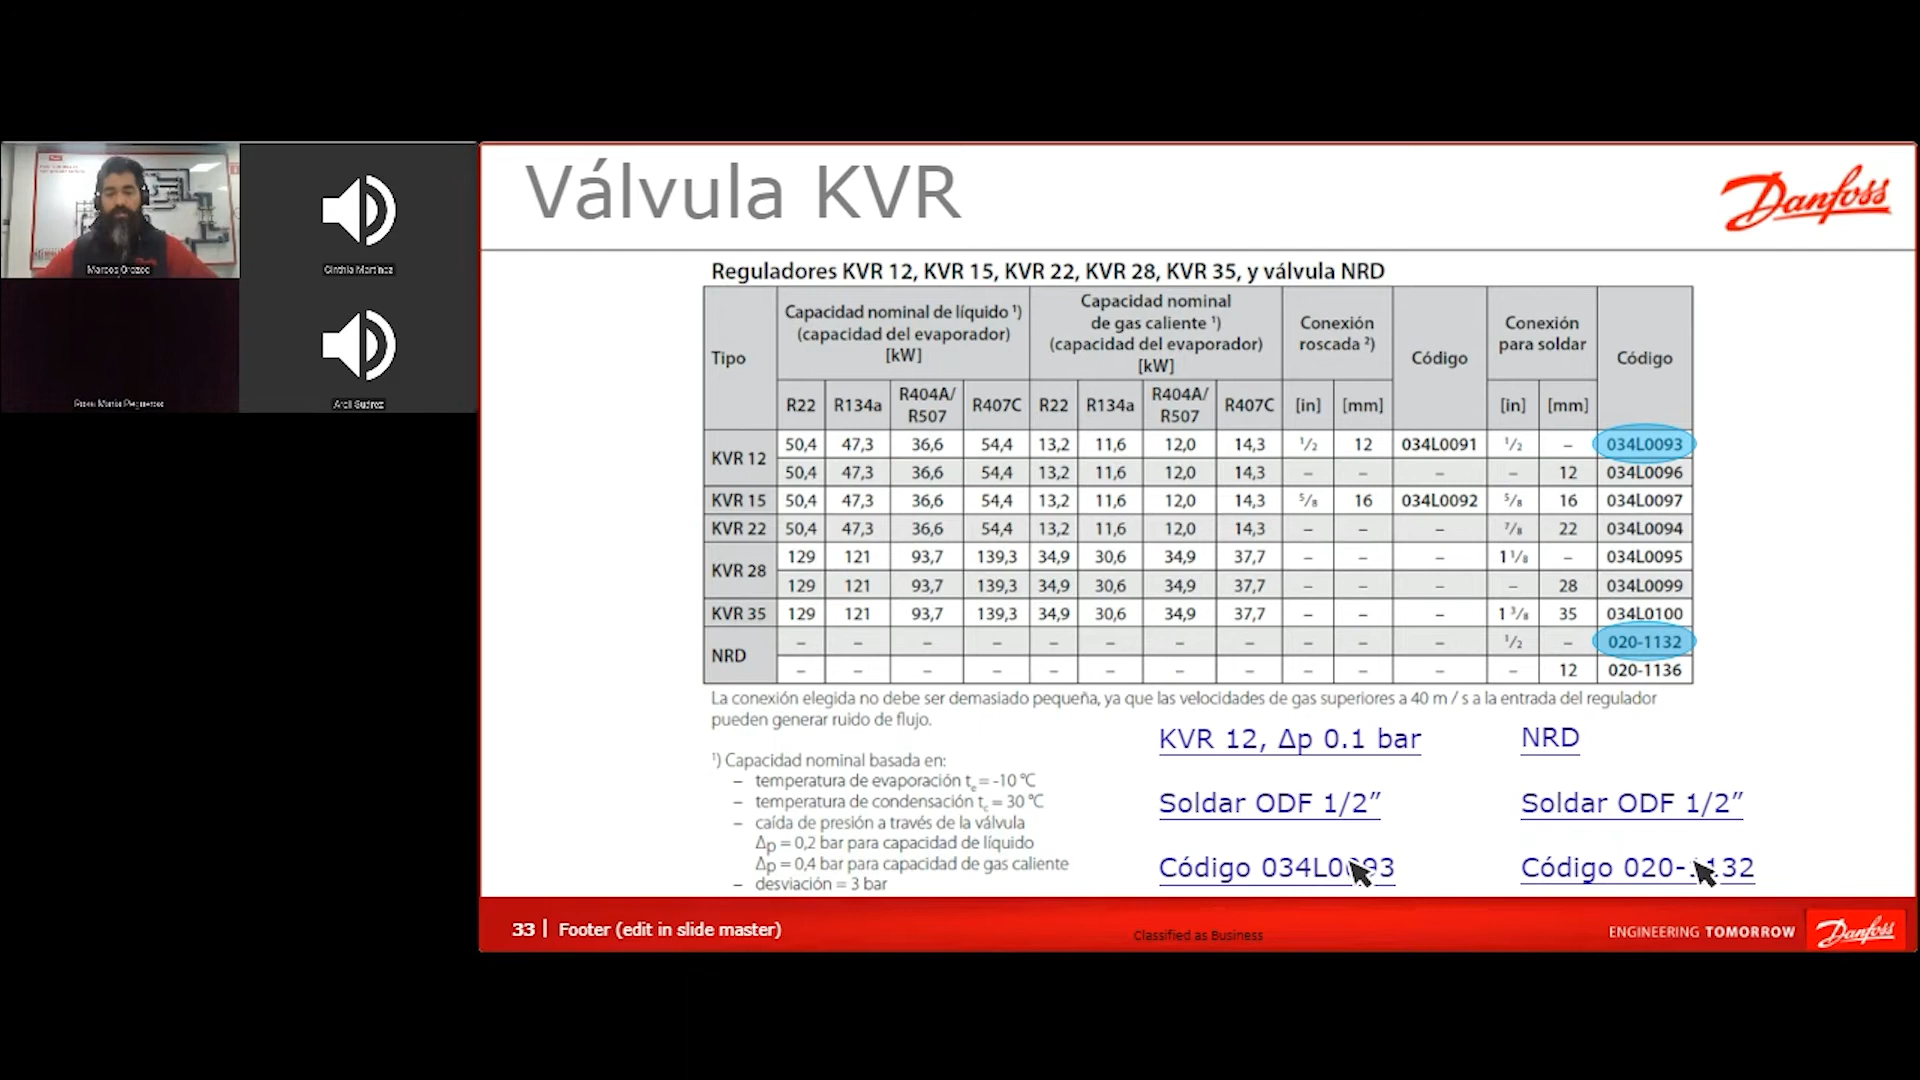 Válvula KVR
Danfoss
Marcos Orozco
Cinthia Martinez
Rosa Maria Pegueros
Areli Suárez
Reguladores KVR 12, KVR 15, KVR 22, KVR 28, KVR 35, y válvula NRD
Tipo
Capacidad nominal de líquido ¹)
(capacidad del evaporador)
[kW]
Capacidad nominal
de gas caliente ¹)
(capacidad del evaporador)
[kW]
Conexión
roscada ²)
Código
Conexión
para soldar
Código
R22 R134a R404A/R507 R407C R22 R134a R404A/R507 R407C [in] [mm] [in] [mm]
KVR 12 50,4 47,3 36,6 54,4 13,2 11,6 12,0 14,3 1/2 12 034L0091 1/2 – 034L0093
50,4 47,3 36,6 54,4 13,2 11,6 12,0 14,3 – – – – 12 034L0096
KVR 15 50,4 47,3 36,6 54,4 13,2 11,6 12,0 14,3 5/8 16 034L0092 5/8 16 034L0097
KVR 22 50,4 47,3 36,6 54,4 13,2 11,6 12,0 14,3 – – – 7/8 22 034L0094
KVR 28 129 121 93,7 139,3 34,9 30,6 34,9 37,7 – – – 1 1/8 – 034L0095
129 121 93,7 139,3 34,9 30,6 34,9 37,7 – – – – 28 034L0099
KVR 35 129 121 93,7 139,3 34,9 30,6 34,9 37,7 – – – 1 3/8 35 034L0100
NRD – – – – – – – – – – – 1/2 – 020-1132
– – – – – – – – – – – – 12 020-1136
La conexión elegida no debe ser demasiado pequeña, ya que las velocidades de gas superiores a 40 m / s a la entrada del regulador
pueden generar ruido de flujo.
¹) Capacidad nominal basada en:
– temperatura de evaporación te = -10 °C
– temperatura de condensación tc = 30 °C
– caída de presión a través de la válvula
Δp = 0,2 bar para capacidad de líquido
Δp = 0,4 bar para capacidad de gas caliente
– desviación = 3 bar
KVR 12, Δp 0.1 bar
Soldar ODF 1/2”
Código 034L0093
NRD
Soldar ODF 1/2”
Código 020-1132
33 | Footer (edit in slide master)
Classified as Business
ENGINEERING TOMORROW
Danfoss